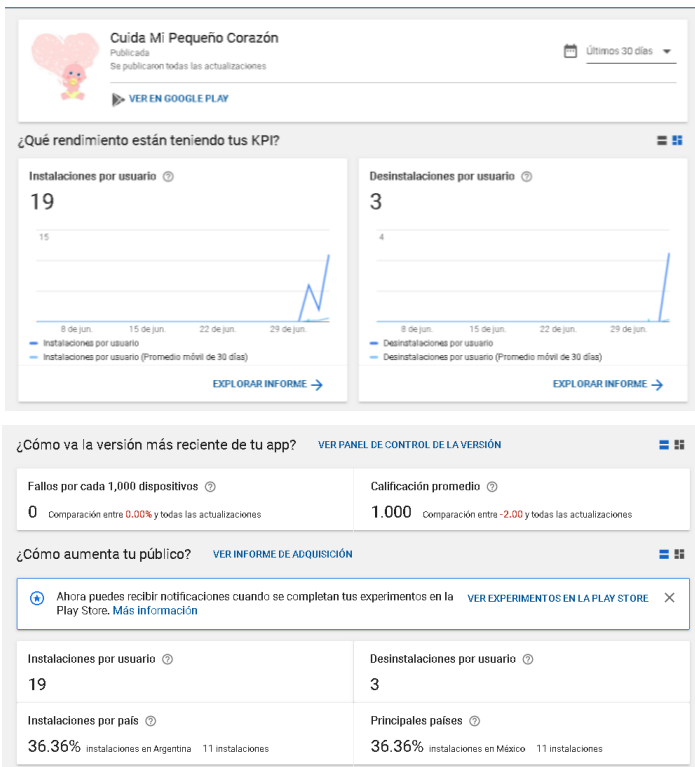 Cuida Mi Pequeño Corazón
Publicada
Se publicaron todas las actualizaciones
Últimos 30 días
VER EN GOOGLE PLAY
¿Qué rendimiento están teniendo tus KPI?
Instalaciones por usuario
19
15
8 de jun. 15 de jun. 22 de jun. 29 de jun.
Instalaciones por usuario
Instalaciones por usuario (Promedio móvil de 30 días)
EXPLORAR INFORME
Desinstalaciones por usuario
3
4
8 de jun. 15 de jun. 22 de jun. 29 de jun.
Desinstalaciones por usuario
Desinstalaciones por usuario (Promedio móvil de 30 días)
EXPLORAR INFORME
¿Cómo va la versión más reciente de tu app? VER PANEL DE CONTROL DE LA VERSIÓN
Fallos por cada 1,000 dispositivos
0 Comparación entre 0.00% y todas las actualizaciones
Calificación promedio
1.000 Comparación entre -2.00 y todas las actualizaciones
¿Cómo aumenta tu público? VER INFORME DE ADQUISICIÓN
Ahora puedes recibir notificaciones cuando se completan tus experimentos en la
Play Store. Más información
VER EXPERIMENTOS EN LA PLAY STORE
Instalaciones por usuario
19
Desinstalaciones por usuario
3
Instalaciones por país
36.36% instalaciones en Argentina 11 instalaciones
Principales países
36.36% instalaciones en México 11 instalaciones